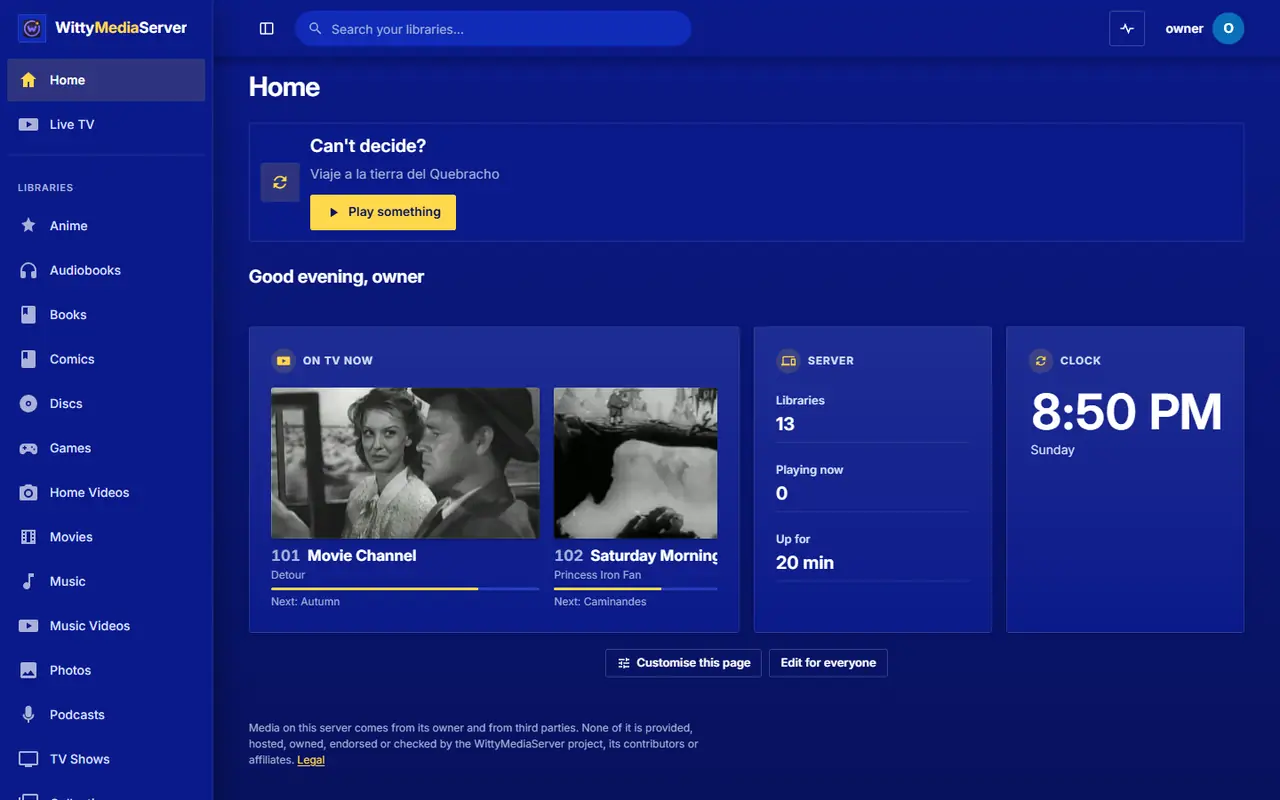 WittyMediaServer
Search your libraries...
owner
O
Home
Live TV
LIBRARIES
Anime
Audiobooks
Books
Comics
Discs
Games
Home Videos
Movies
Music
Music Videos
Photos
Podcasts
TV Shows
Home
Can't decide?
Viaje a la tierra del Quebracho
Play something
Good evening, owner
ON TV NOW
101 Movie Channel
Detour
Next: Autumn
102 Saturday Morning
Princess Iron Fan
Next: Caminandes
SERVER
Libraries
13
Playing now
0
Up for
20 min
CLOCK
8:50 PM
Sunday
Customise this page
Edit for everyone
Media on this server comes from its owner and from third parties. None of it is provided,
hosted, owned, endorsed or checked by the WittyMediaServer project, its contributors or
affiliates. Legal